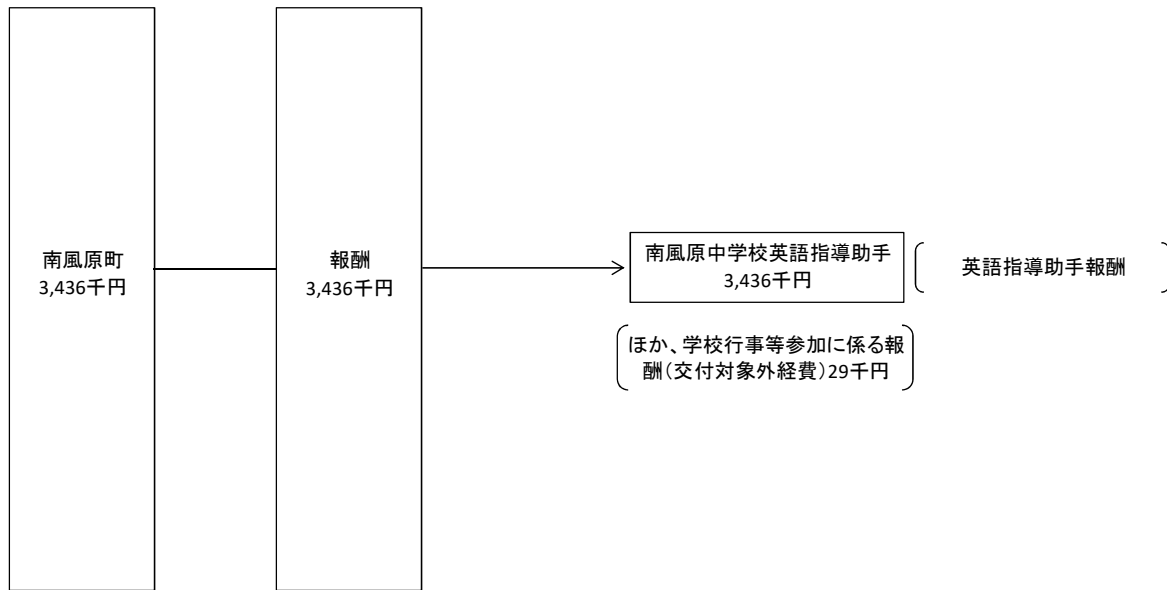 南風原町
3,436千円
報酬
3,436千円
南風原中学校英語指導助手
3,436千円
英語指導助手報酬
ほか、学校行事等参加に係る報
酬(交付対象外経費)29千円